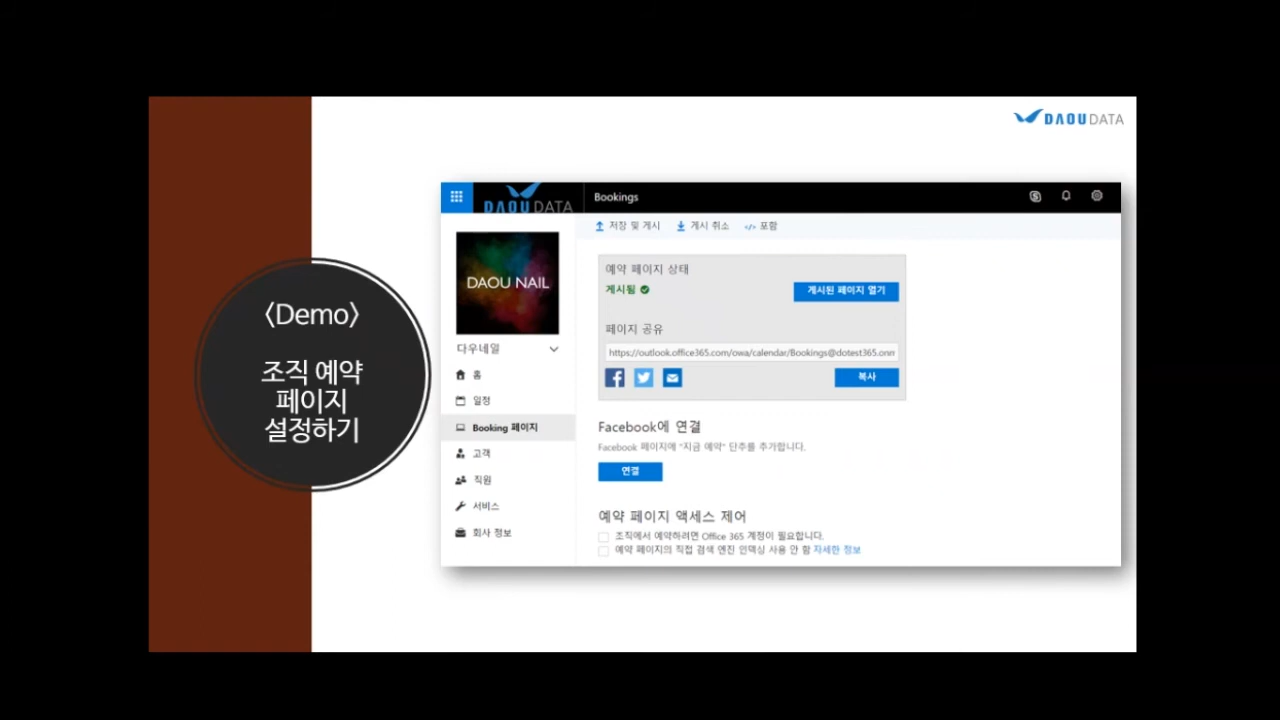 DAOU DATA
<Demo>
조직 예약
페이지
설정하기
DAOU DATA
Bookings
저장 및 게시
게시 취소
</> 포함
DAOU NAIL
다우네일
홈
일정
Booking 페이지
고객
직원
서비스
회사 정보
예약 페이지 상태
게시됨
게시된 페이지 열기
페이지 공유
https://outlook.office365.com/owa/calendar/Bookings@dotest365.onn
복사
Facebook에 연결
Facebook 페이지에 "지금 예약" 단추를 추가합니다.
연결
예약 페이지 액세스 제어
조직에서 예약하려면 Office 365 계정이 필요합니다.
예약 페이지의 직접 검색 엔진 인덱싱 사용 안 함 자세한 정보